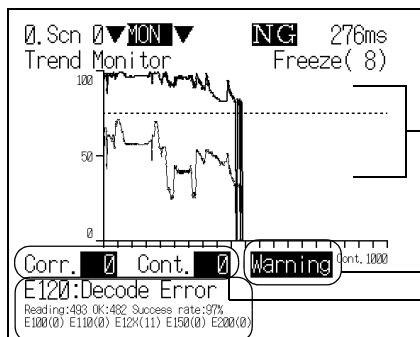 0.Scn 0▼MON ▼ NG 276ms
Trend Monitor Freeze( 8)
100
50
0
Cont.1000
Corr. 0 Cont. 0 Warning
E120:Decode Error
Reading:493 OK:482 Success rate:97%
E100(0) E110(0) E12X(11) E150(0) E200(0)